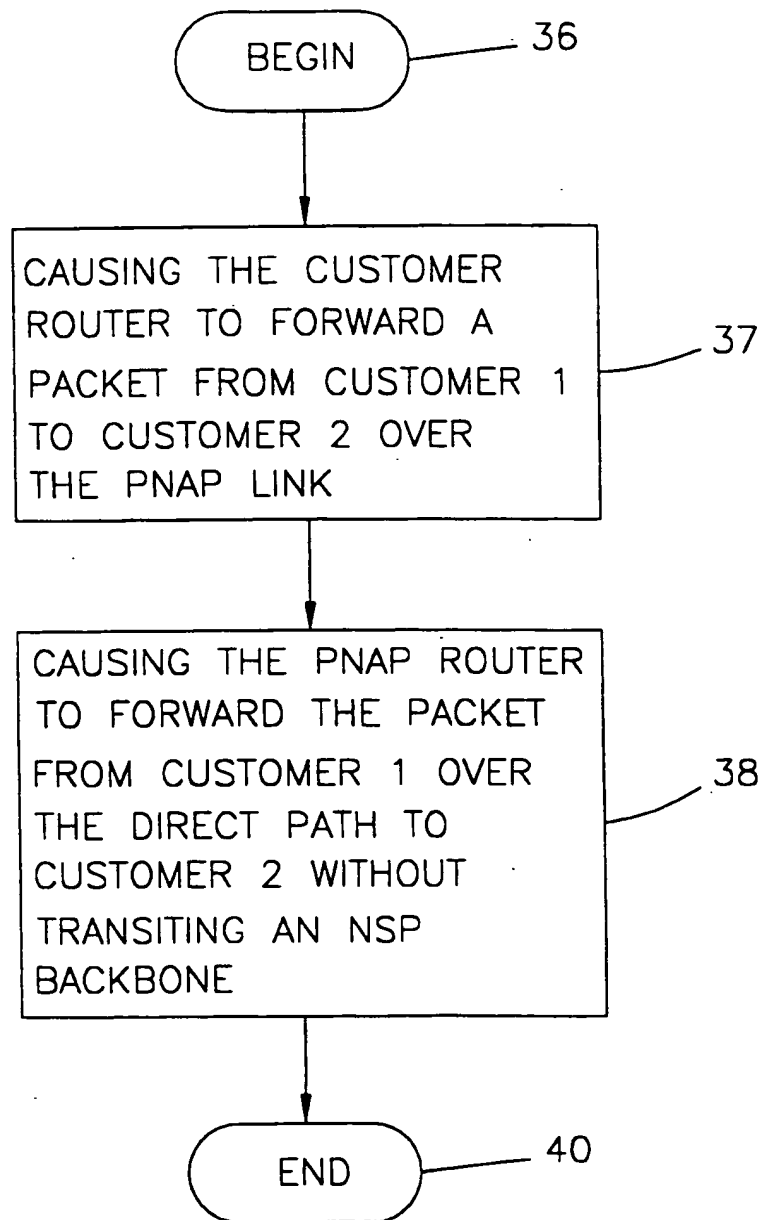 BEGIN
36
CAUSING THE CUSTOMER
ROUTER TO FORWARD A
PACKET FROM CUSTOMER 1
TO CUSTOMER 2 OVER
THE PNAP LINK
37
CAUSING THE PNAP ROUTER
TO FORWARD THE PACKET
FROM CUSTOMER 1 OVER
THE DIRECT PATH TO
CUSTOMER 2 WITHOUT
TRANSITING AN NSP
BACKBONE
38
END
40